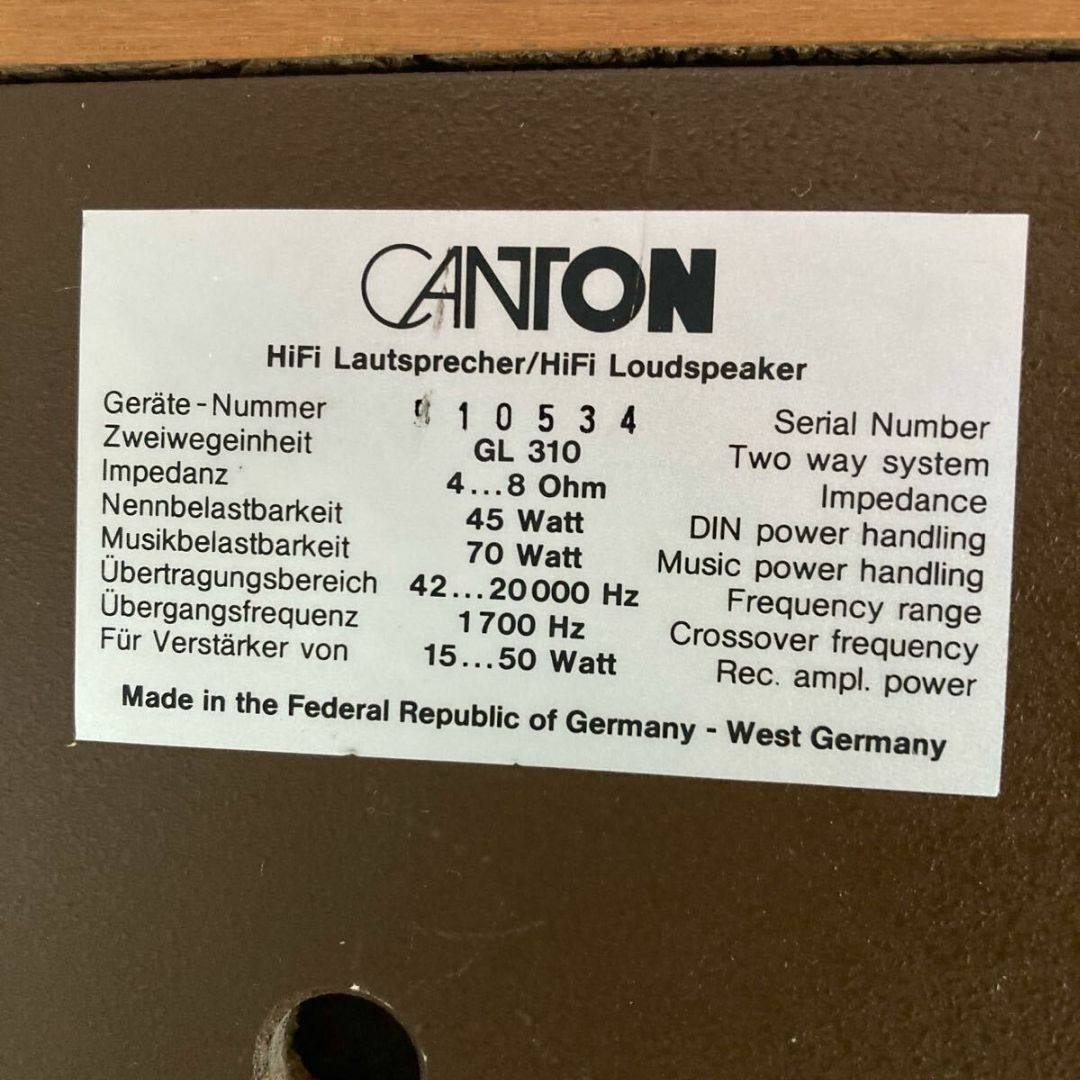 CANTON
HiFi Lautsprecher/HiFi Loudspeaker
Geräte-Nummer 10534 Serial Number
Zweiwegeinheit GL 310 Two way system
Impedanz 4...8 Ohm Impedance
Nennbelastbarkeit 45 Watt DIN power handling
Musikbelastbarkeit 70 Watt Music power handling
Übertragungsbereich 42...20000 Hz Frequency range
Übergangsfrequenz 1700 Hz Crossover frequency
Für Verstärker von 15...50 Watt Rec. ampl. power
Made in the Federal Republic of Germany - West Germany